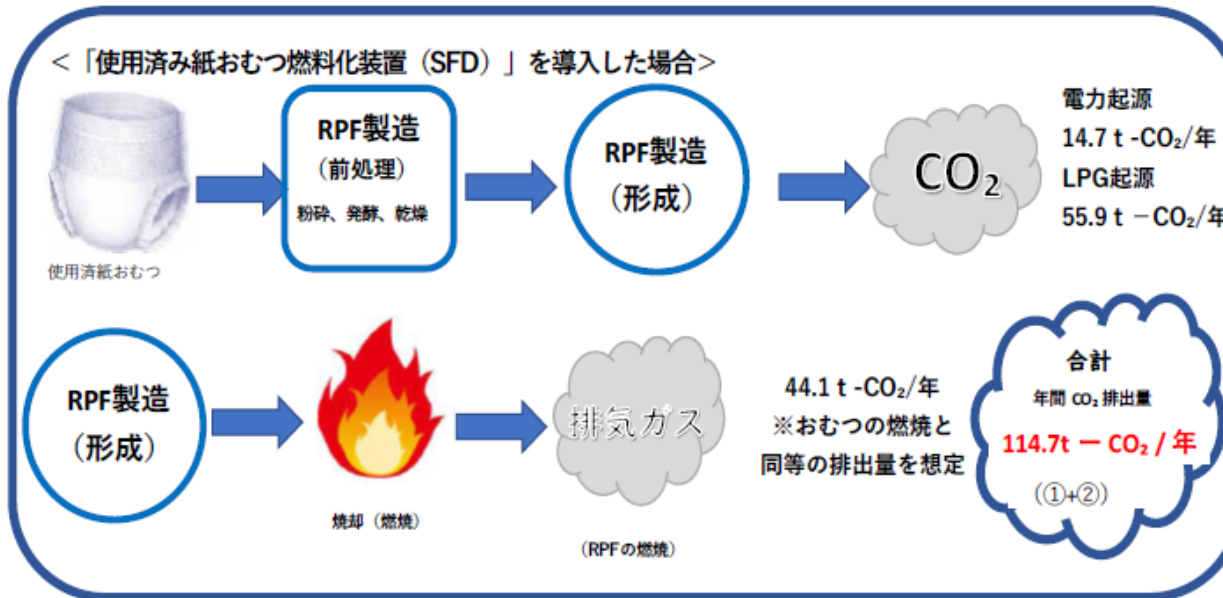 <「使用済み紙おむつ燃料化装置（SFD）」を導入した場合>
使用済紙おむつ
RPF製造
（前処理）
粉砕、発酵、乾燥
RPF製造
（形成）
CO₂
電力起源
14.7 t -CO₂/年
LPG起源
55.9 t －CO₂/年
RPF製造
（形成）
焼却（燃焼）
排気ガス
（RPFの燃焼）
44.1 t -CO₂/年
※おむつの燃焼と
同等の排出量を想定
合計
年間 CO₂ 排出量
114.7t － CO₂ / 年
（①+②）